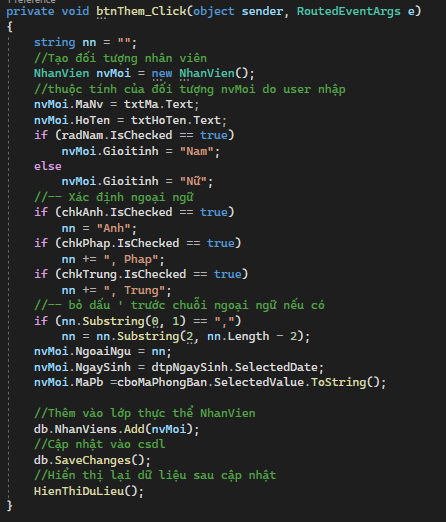 private void btnThem_Click(object sender, RoutedEventArgs e)
{
string nn = "";
//Tạo đối tượng nhân viên
NhanVien nvMoi = new NhanVien();
//thuộc tính của đối tượng nvMoi do user nhập
nvMoi.MaNv = txtMa.Text;
nvMoi.HoTen = txtHoTen.Text;
if (radNam.IsChecked == true)
nvMoi.Gioitinh = "Nam";
else
nvMoi.Gioitinh = "Nữ";
//-- Xác định ngoại ngữ
if (chkAnh.IsChecked == true)
nn = "Anh";
if (chkPhap.IsChecked == true)
nn += ", Phap";
if (chkTrung.IsChecked == true)
nn += ", Trung";
//-- bỏ dấu ' trước chuỗi ngoại ngữ nếu có
if (nn.Substring(0, 1) == ",")
nn = nn.Substring(2, nn.Length - 2);
nvMoi.NgoaiNgu = nn;
nvMoi.NgaySinh = dtpNgaySinh.SelectedDate;
nvMoi.MaPb =cboMaPhongBan.SelectedValue.ToString();
//Thêm vào lớp thực thể NhanVien
db.NhanViens.Add(nvMoi);
//Cập nhật vào csdl
db.SaveChanges();
//Hiển thị lại dữ liệu sau cập nhật
HienThiDuLieu();
}